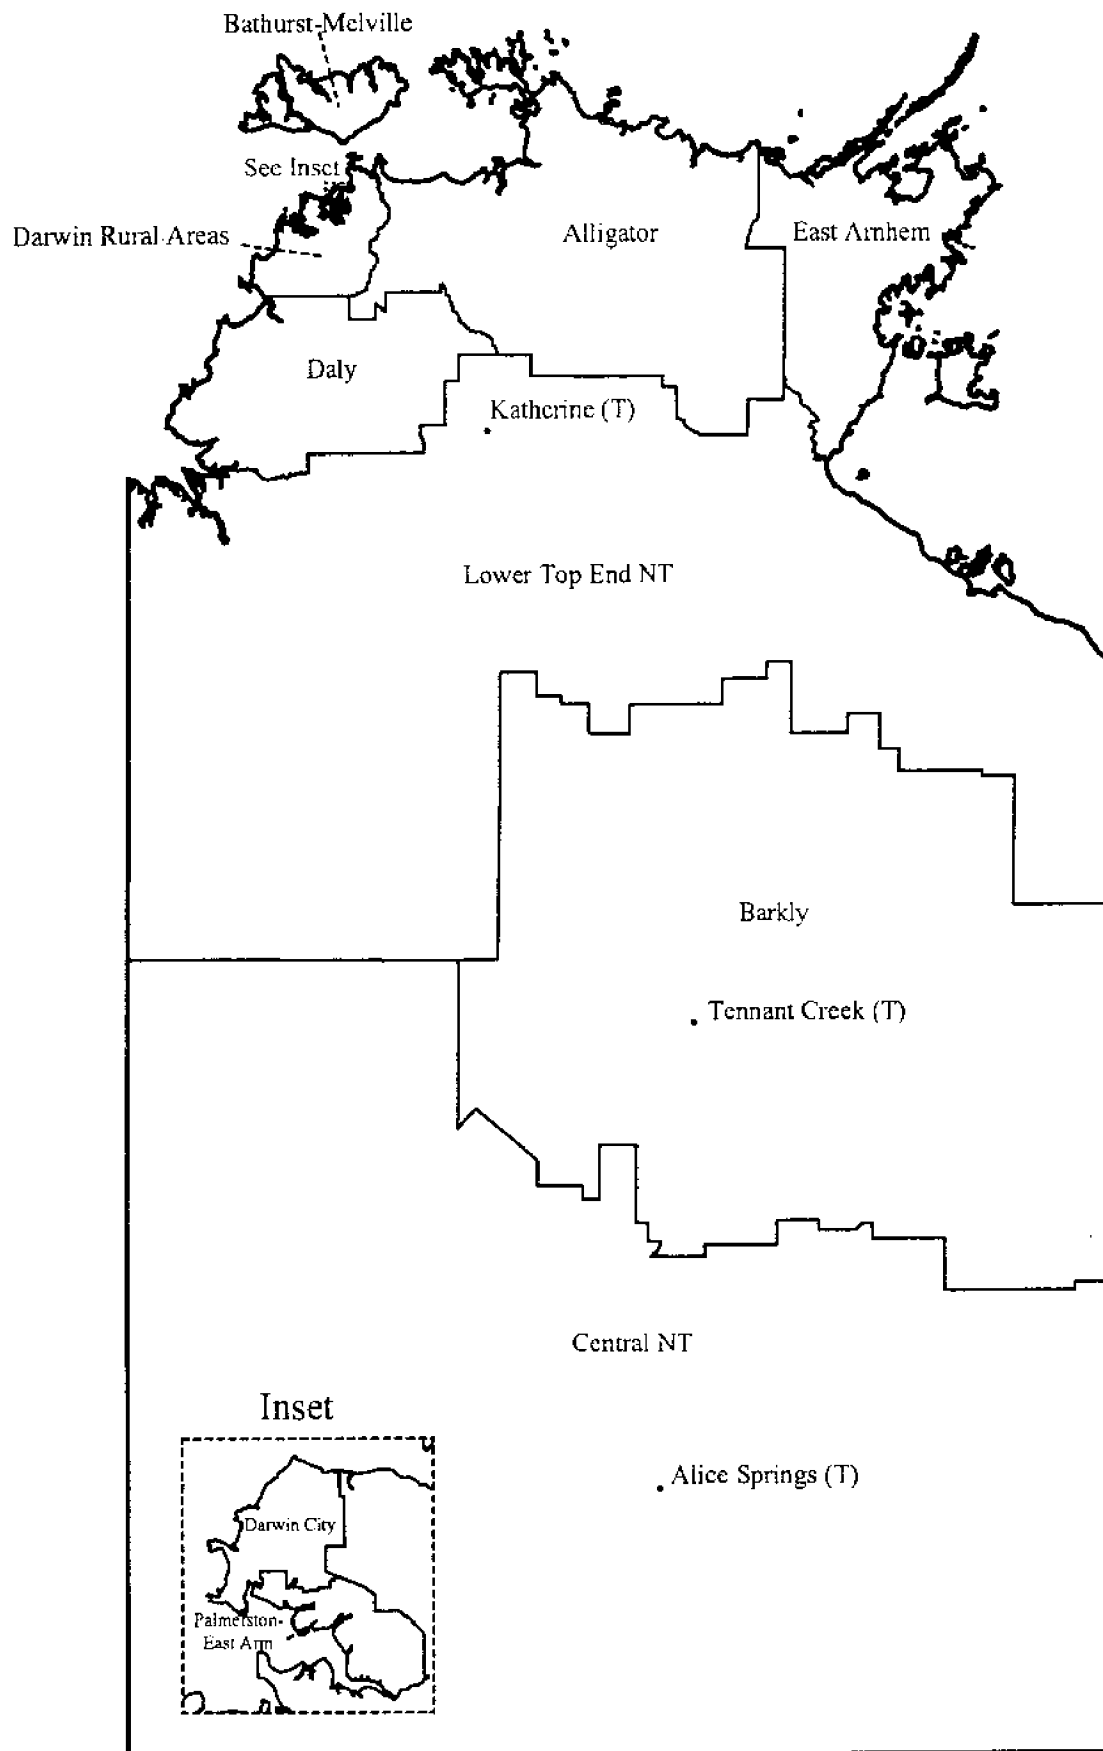 Bathurst-Melville
See Inset
Darwin Rural Areas
Alligator
East Arnhem
Daly
Katherine (T)
Lower Top End NT
Barkly
Tennant Creek (T)
Central NT
Inset
Alice Springs (T)
Darwin City
Palmerston-
East Arm